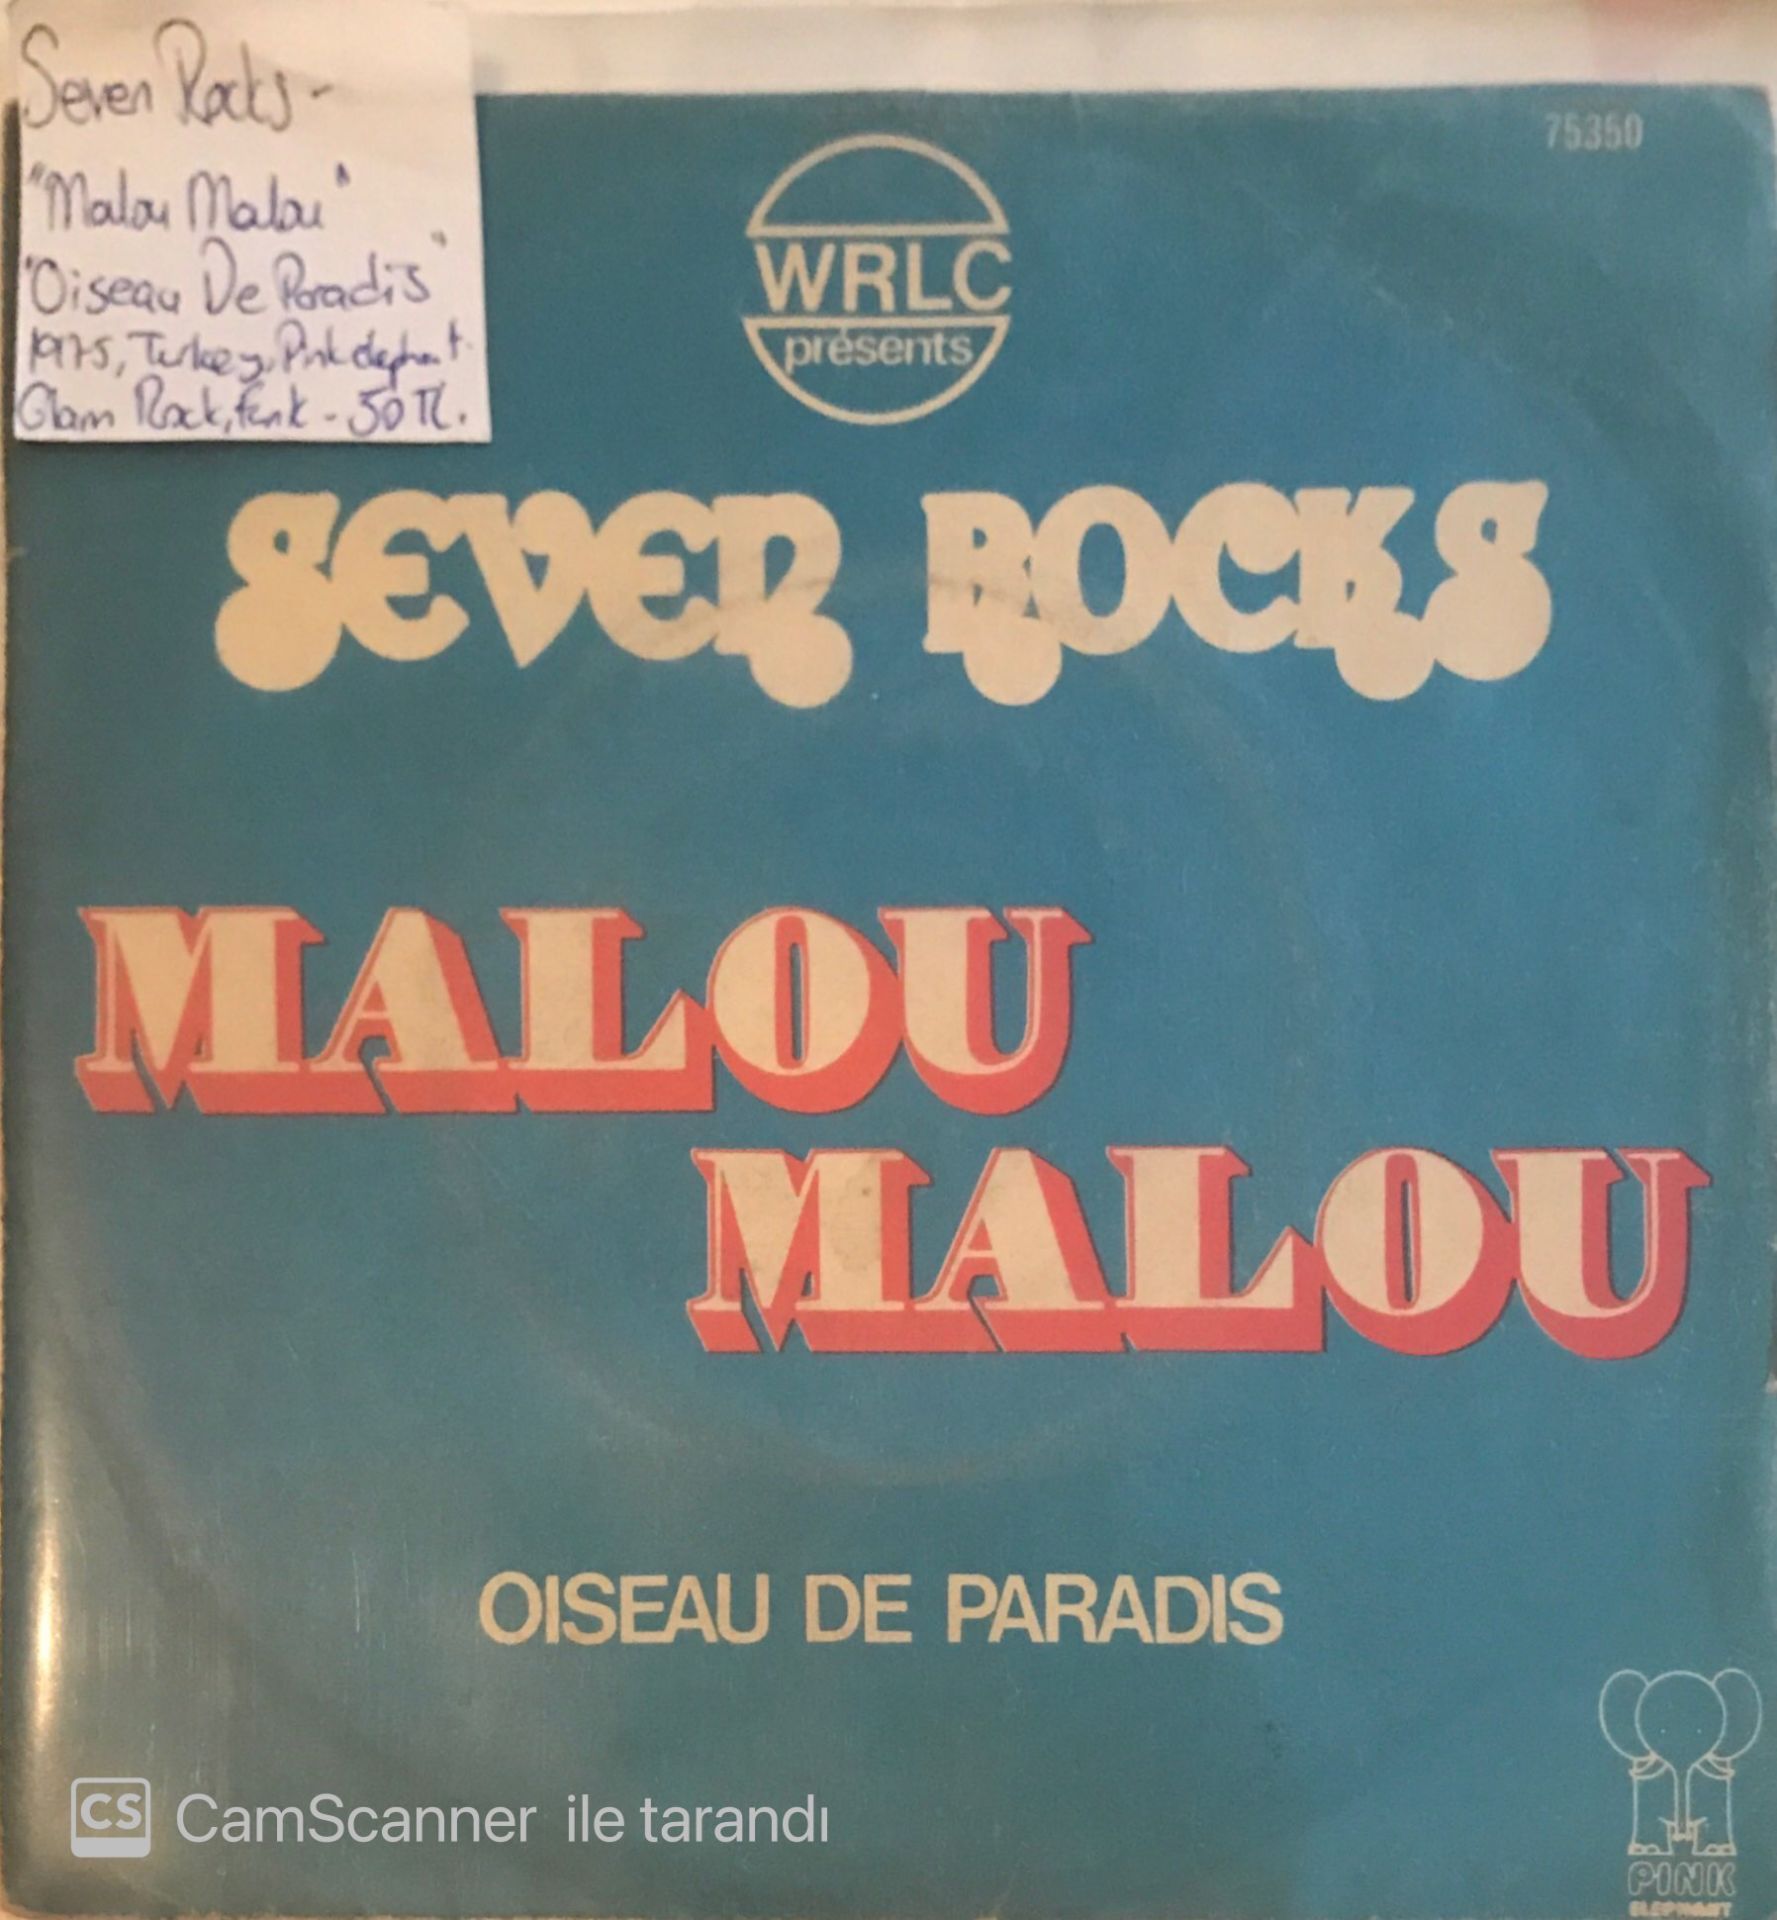 Seven Rocks -
"Malou Malou"
"Oiseau De Paradis"
1975, Turkey, Pink elephant.
Glam Rock, funk - 50 TL.
75350
WRLC
présents
SEVEN ROCKS
MALOU
MALOU
OISEAU DE PARADIS
CS CamScanner ile tarandı
PINK
ELEPHANT